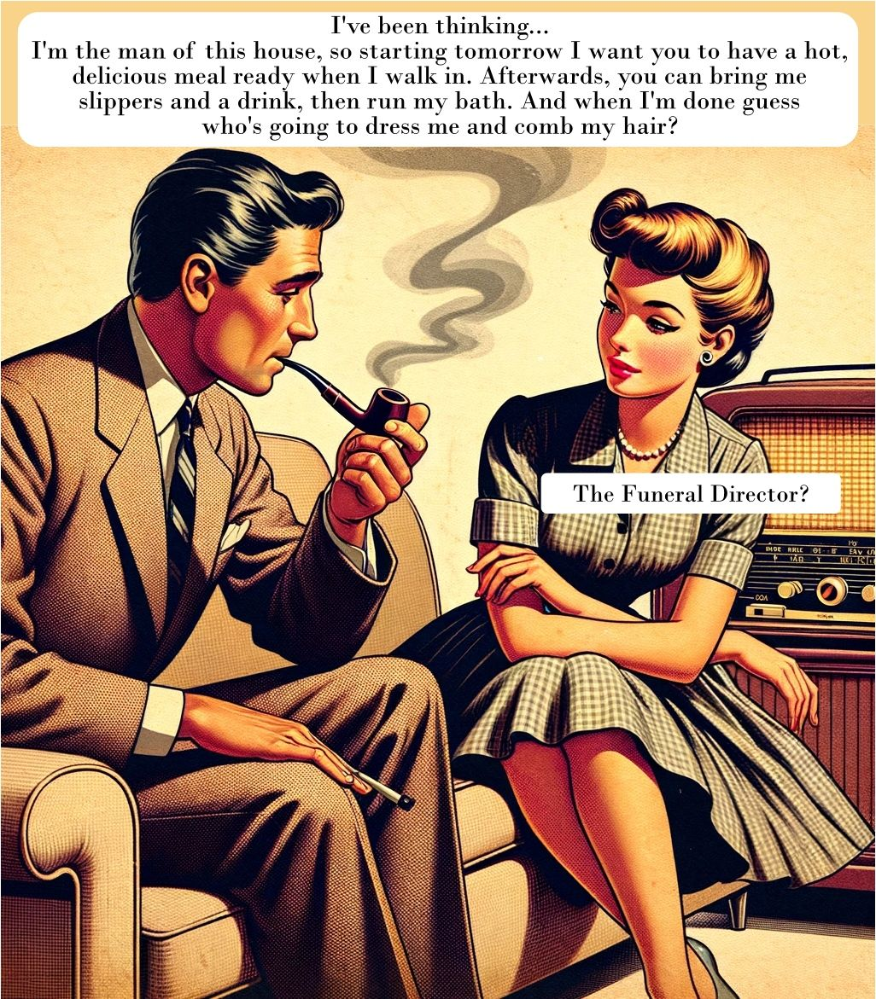 I've been thinking...
I'm the man of this house, so starting tomorrow I want you to have a hot,
delicious meal ready when I walk in. Afterwards, you can bring me
slippers and a drink, then run my bath. And when I'm done guess
who's going to dress me and comb my hair?
The Funeral Director?